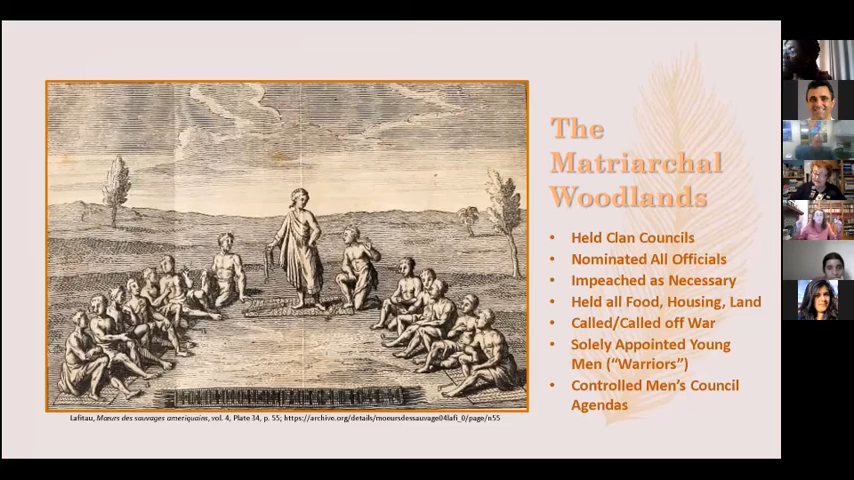 The
Matriarchal
Woodlands
• Held Clan Councils
• Nominated All Officials
• Impeached as Necessary
• Held all Food, Housing, Land
• Called/Called off War
• Solely Appointed Young
Men (“Warriors”)
• Controlled Men’s Council
Agendas
Lafitau, Mœurs des sauvages ameriquains, vol. 4, Plate 34, p. 55; https://archive.org/details/moeursdessauvage04lafi_0/page/n55